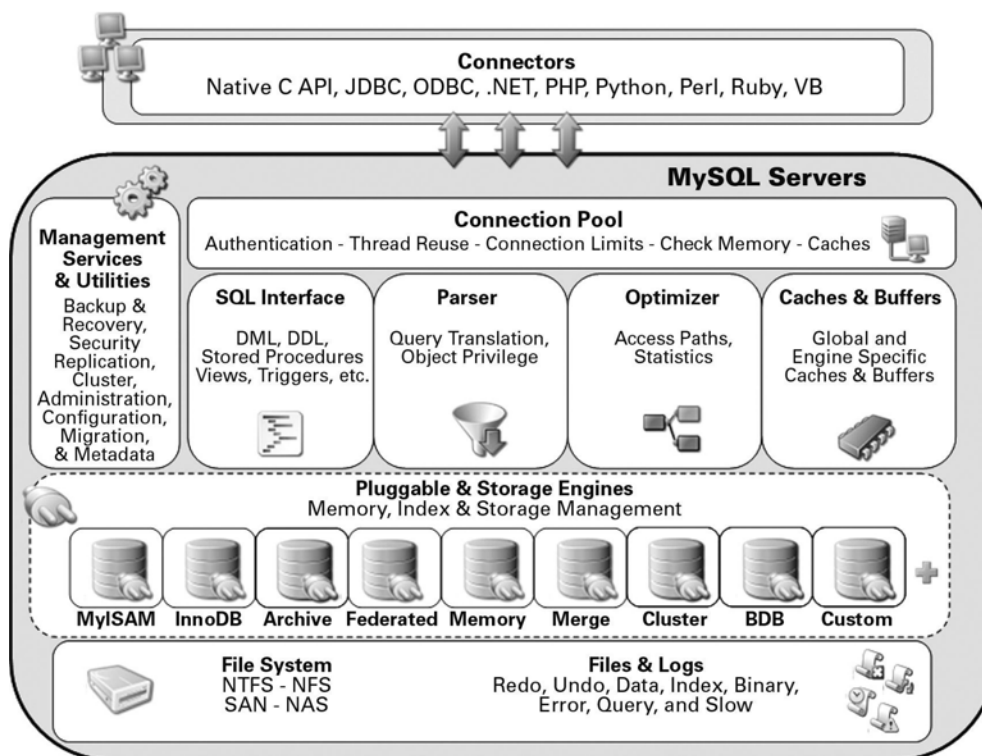 Connectors
Native C API, JDBC, ODBC, .NET, PHP, Python, Perl, Ruby, VB
MySQL Servers
Management
Services
& Utilities
Backup &
Recovery,
Security
Replication,
Cluster,
Administration,
Configuration,
Migration,
& Metadata
Connection Pool
Authentication - Thread Reuse - Connection Limits - Check Memory - Caches
SQL Interface
DML, DDL,
Stored Procedures
Views, Triggers, etc.
Parser
Query Translation,
Object Privilege
Optimizer
Access Paths,
Statistics
Caches & Buffers
Global and
Engine Specific
Caches & Buffers
Pluggable & Storage Engines
Memory, Index & Storage Management
MyISAM
InnoDB
Archive
Federated
Memory
Merge
Cluster
BDB
Custom
File System
NTFS - NFS
SAN - NAS
Files & Logs
Redo, Undo, Data, Index, Binary,
Error, Query, and Slow